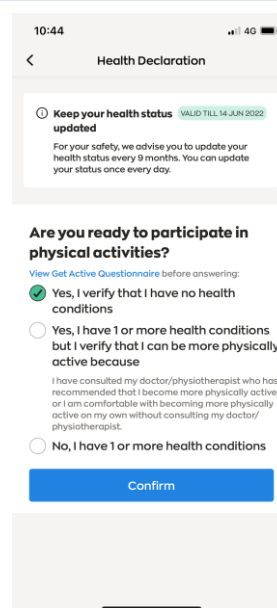 10:44
4G
Health Declaration
Keep your health status VALID TILL 14 JUN 2022
updated
For your safety, we advise you to update your
health status every 9 months. You can update
your status once every day.
Are you ready to participate in
physical activities?
View Get Active Questionnaire before answering:
Yes, I verify that I have no health
conditions
Yes, I have 1 or more health conditions
but I verify that I can be more physically
active because
I have consulted my doctor/physiotherapist who has
recommended that I become more physically active
or I am comfortable with becoming more physically
active on my own without consulting my doctor/
physiotherapist.
No, I have 1 or more health conditions
Confirm